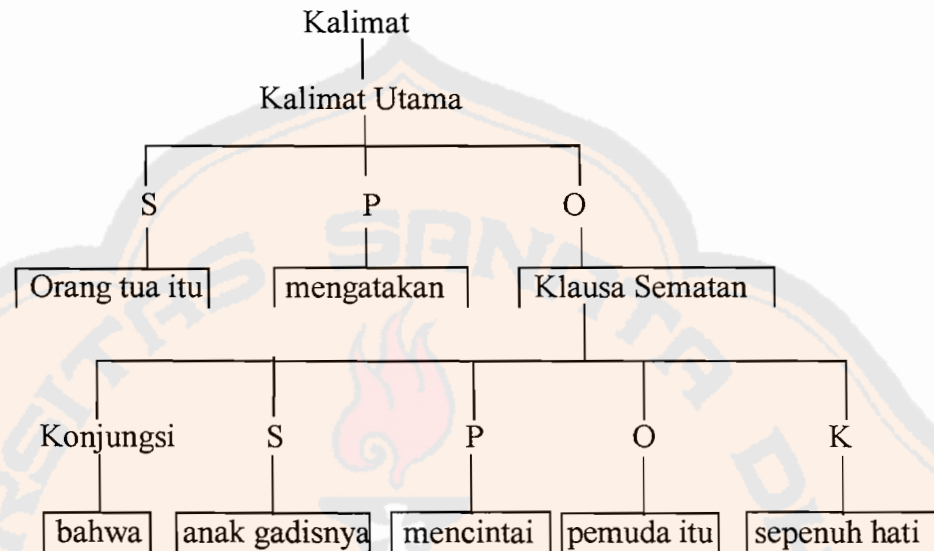 Kalimat
Kalimat Utama
S P O
Orang tua itu mengatakan Klausa Sematan
Konjungsi S P O K
bahwa anak gadisnya mencintai pemuda itu sepenuh hati